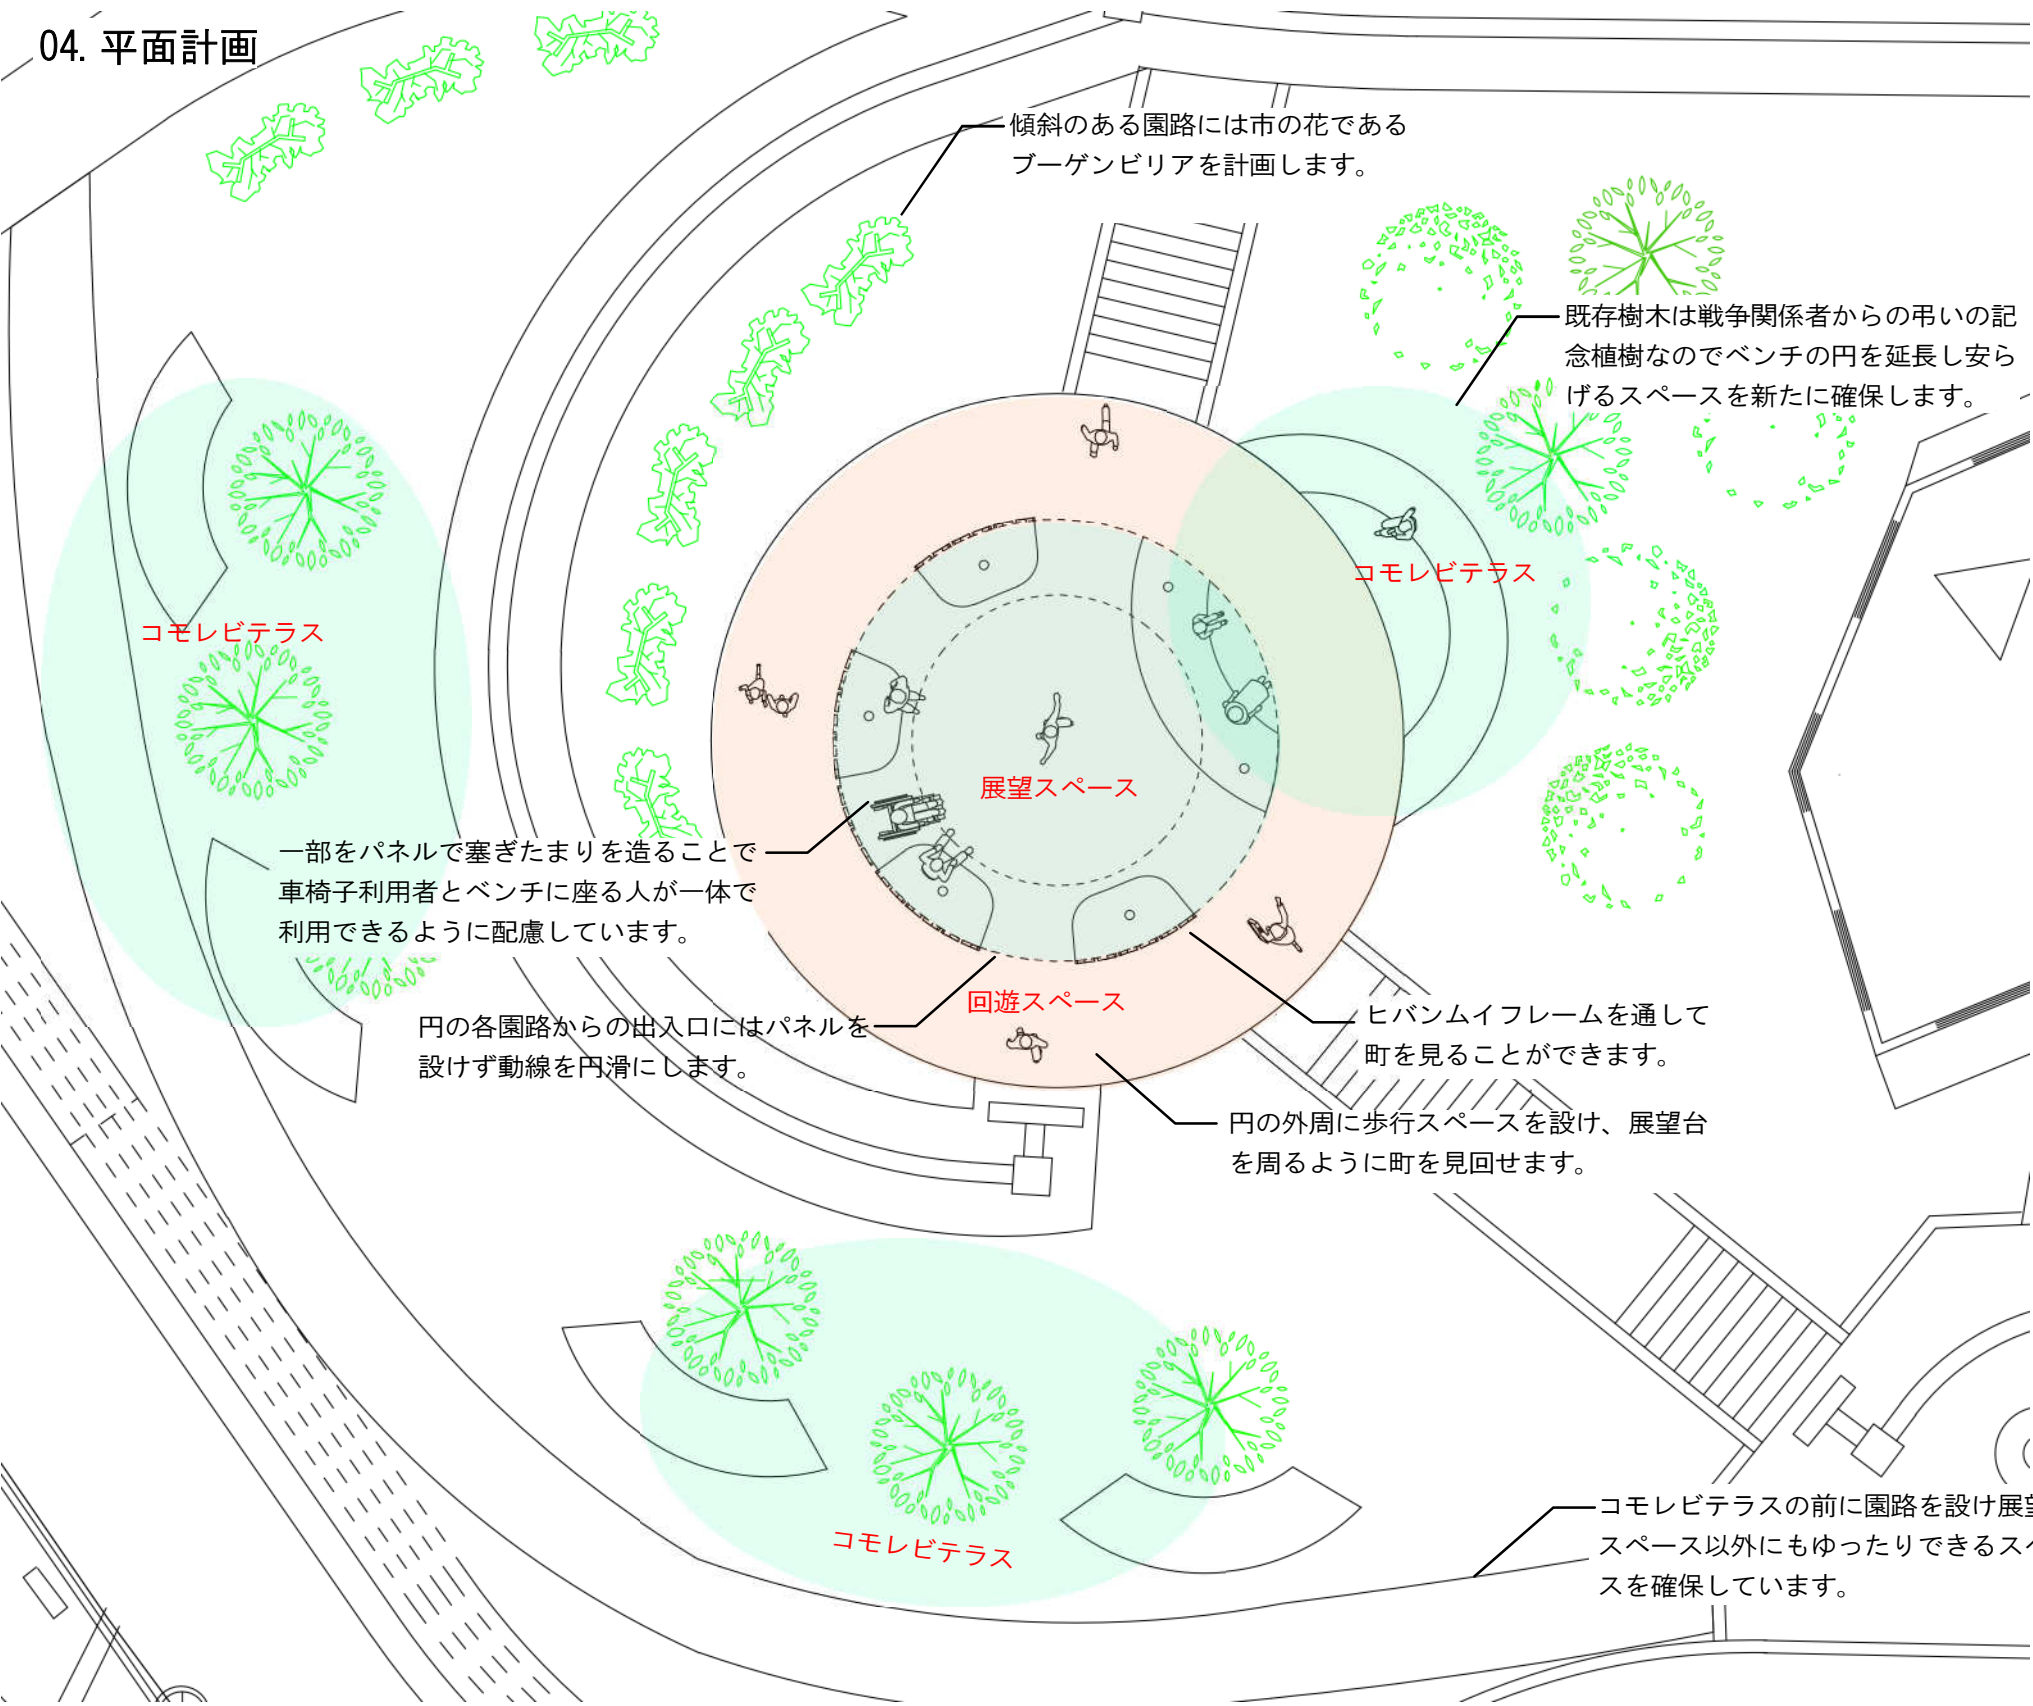 04. 平面計画
傾斜のある園路には市の花である
ブーゲンビリアを計画します。
既存樹木は戦争関係者からの弔いの記
念植樹なのでベンチの円を延長し安ら
げるスペースを新たに確保します。
コモレビテラス
コモレビテラス
展望スペース
一部をパネルで塞ぎたまりを造ることで
車椅子利用者とベンチに座る人が一体で
利用できるように配慮しています。
回遊スペース
円の各園路からの出入口にはパネルを
設けず動線を円滑にします。
ヒバンムイフレームを通して
町を見ることができます。
円の外周に歩行スペースを設け、展望台
を周るように町を見回せます。
コモレビテラスの前に園路を設け展望
スペース以外にもゆったりできるスペ
スを確保しています。
コモレビテラス